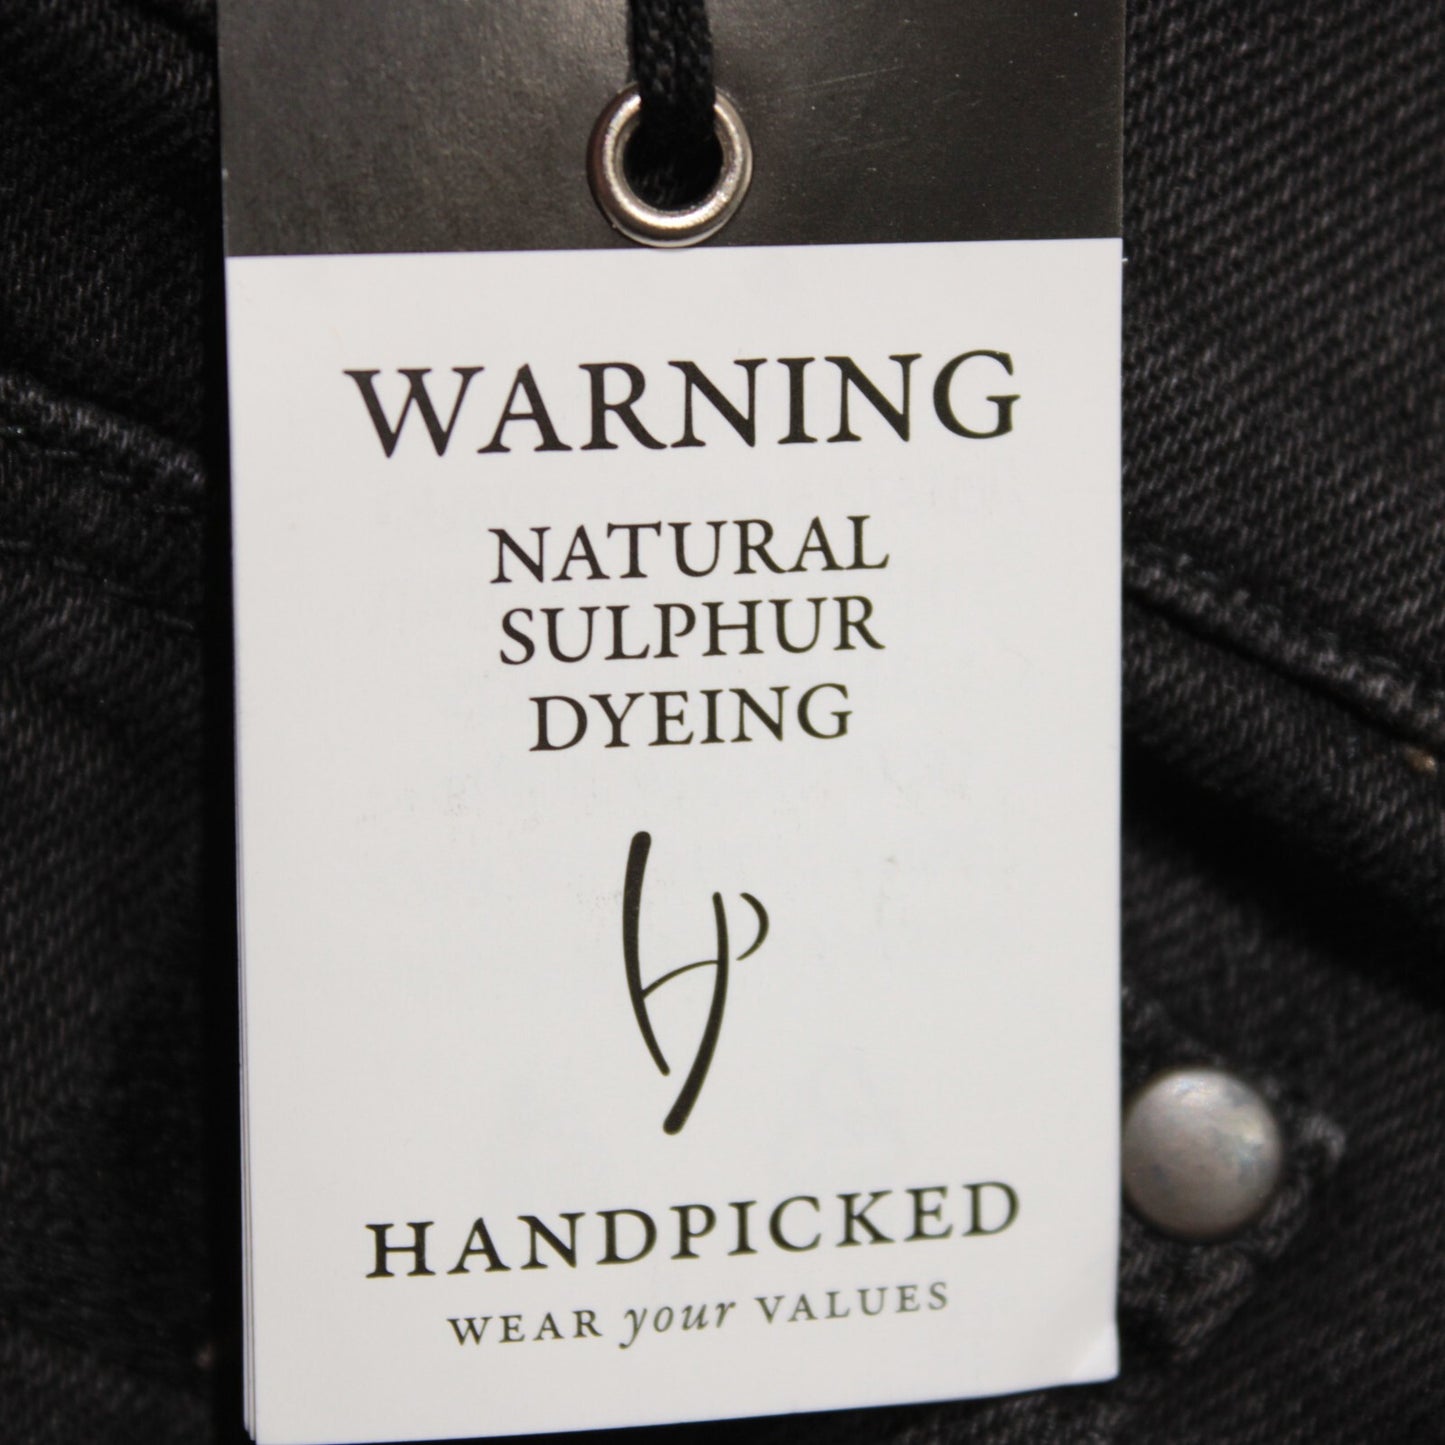 WARNING
NATURAL
SULPHUR
DYEING
HANDPICKED
WEAR your VALUES